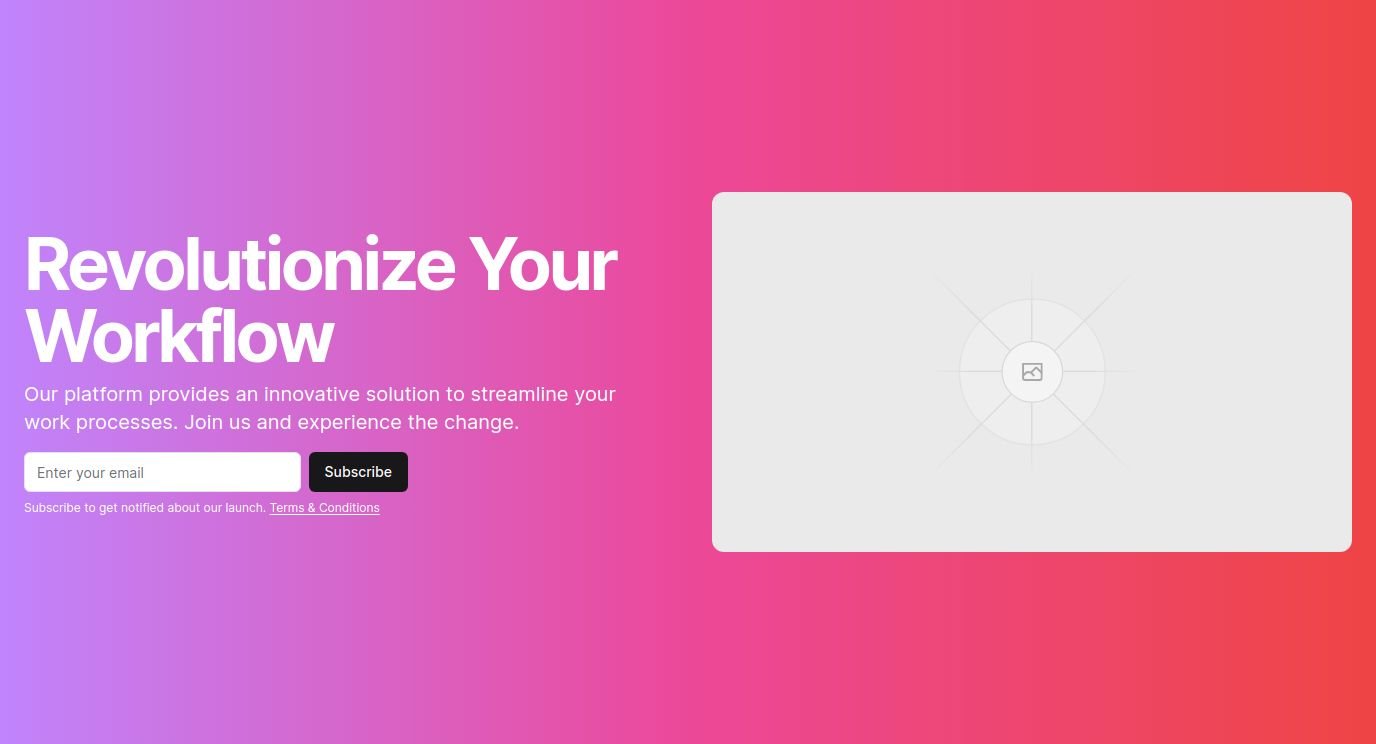 Revolutionize Your
Workflow
Our platform provides an innovative solution to streamline your
work processes. Join us and experience the change.
Enter your email
Subscribe
Subscribe to get notified about our launch. Terms & Conditions